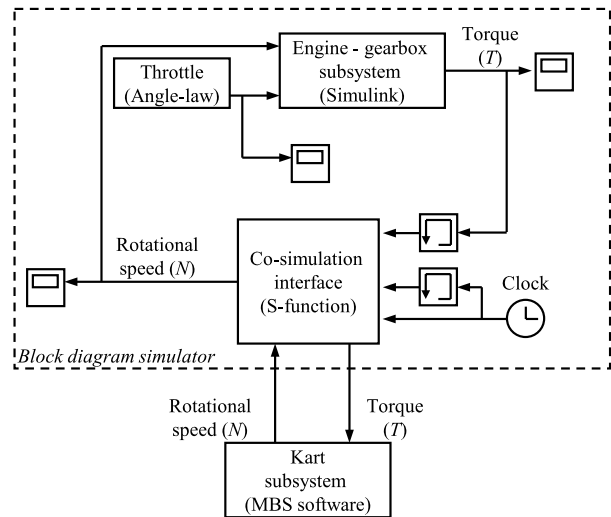 Engine - gearbox
subsystem
(Simulink)
Torque
(T)
Throttle
(Angle-law)
Rotational
speed (N)
Co-simulation
interface
(S-function)
Clock
Block diagram simulator
Rotational
speed (N)
Torque
(T)
Kart
subsystem
(MBS software)